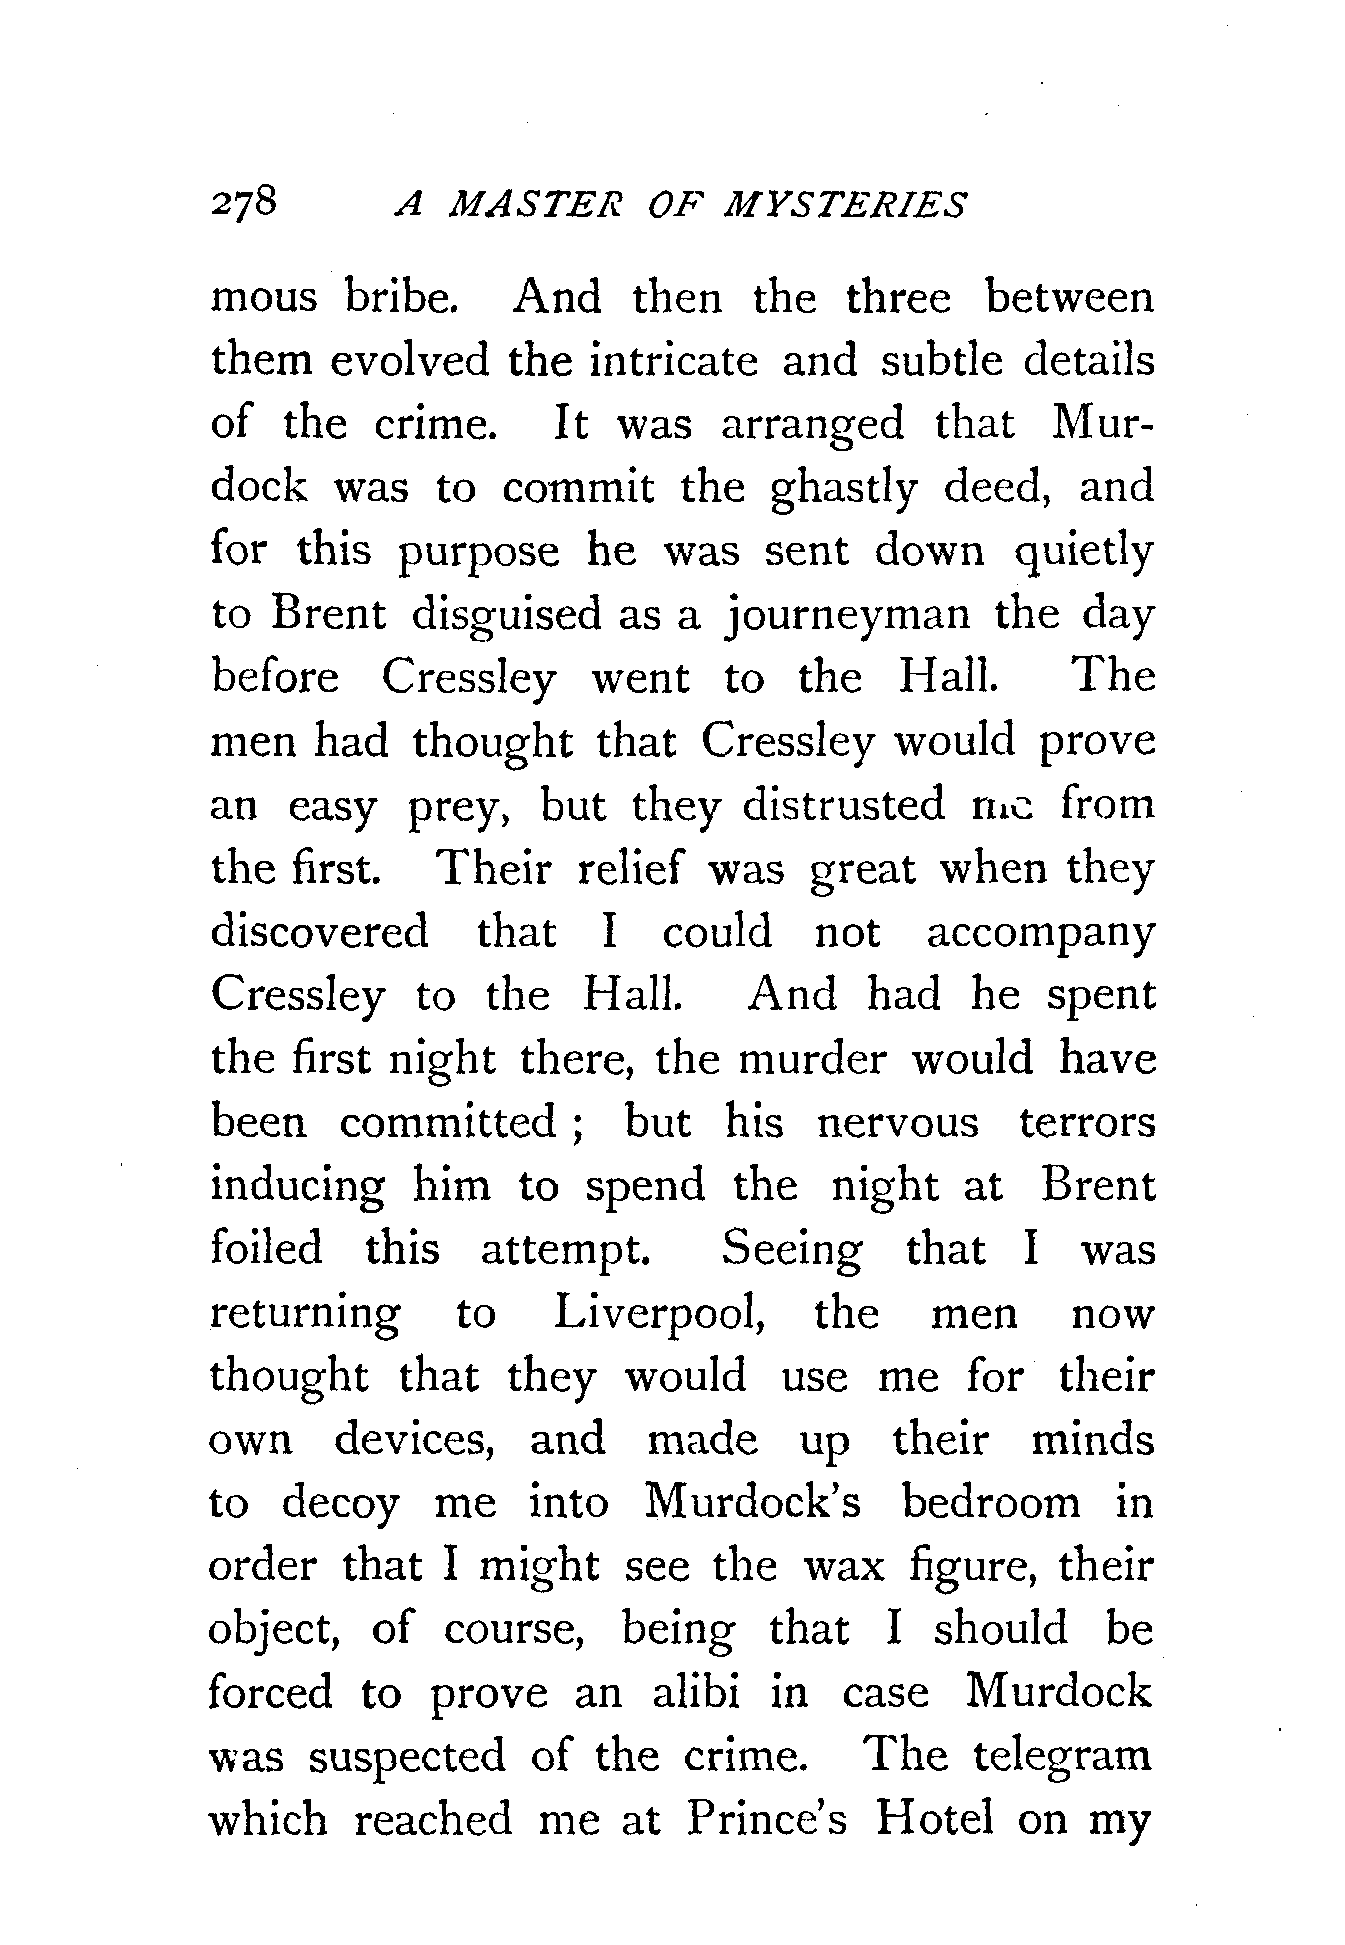 278 A MASTER OF MYSTERIES
mous bribe. And then the three between
them evolved the intricate and subtle details
of the crime. It was arranged that Mur-
dock was to commit the ghastly deed, and
for this purpose he was sent down quietly
to Brent disguised as a journeyman the day
before Cressley went to the Hall. The
men had thought that Cressley would prove
an easy prey, but they distrusted me from
the first. Their relief was great when they
discovered that I could not accompany
Cressley to the Hall. And had he spent
the first night there, the murder would have
been committed ; but his nervous terrors
inducing him to spend the night at Brent
foiled this attempt. Seeing that I was
returning to Liverpool, the men now
thought that they would use me for their
own devices, and made up their minds
to decoy me into Murdock's bedroom in
order that I might see the wax figure, their
object, of course, being that I should be
forced to prove an alibi in case Murdock
was suspected of the crime. The telegram
which reached me at Prince's Hotel on my